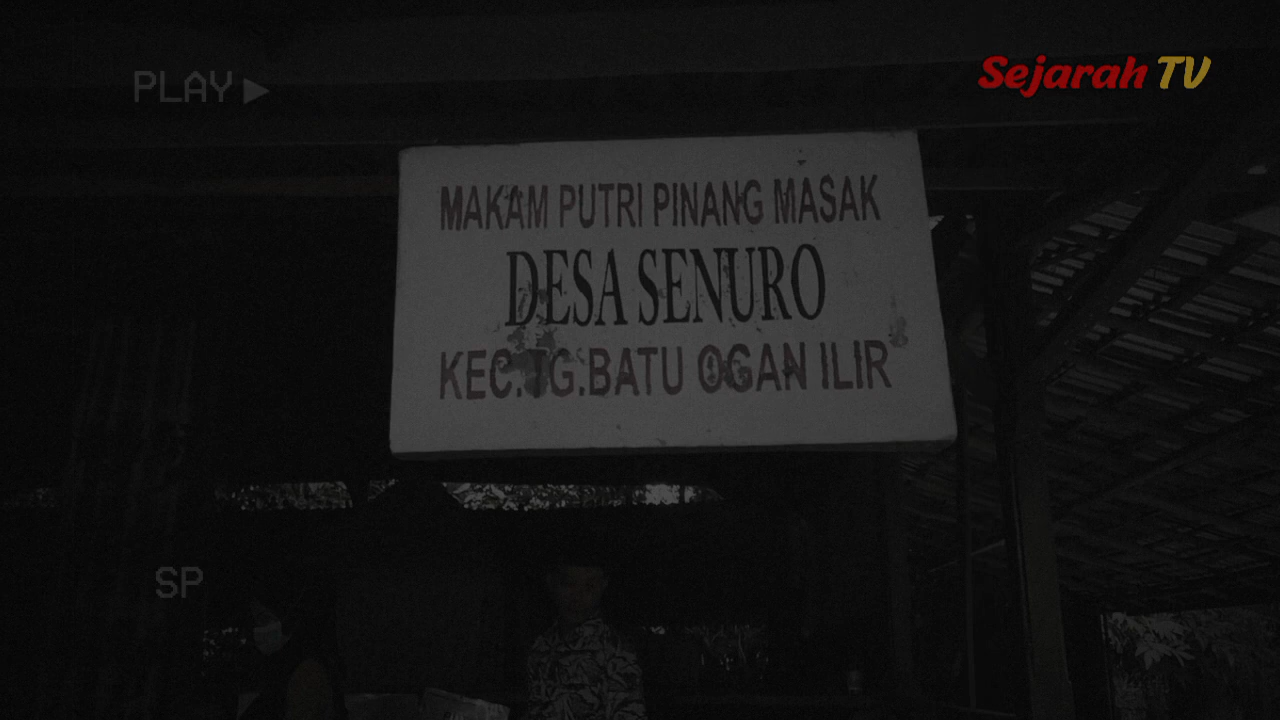 PLAY
Sejarah TV
MAKAM PUTRI PINANG MASAK
DESA SENURO
KEC.TG.BATU OGAN ILIR
SP